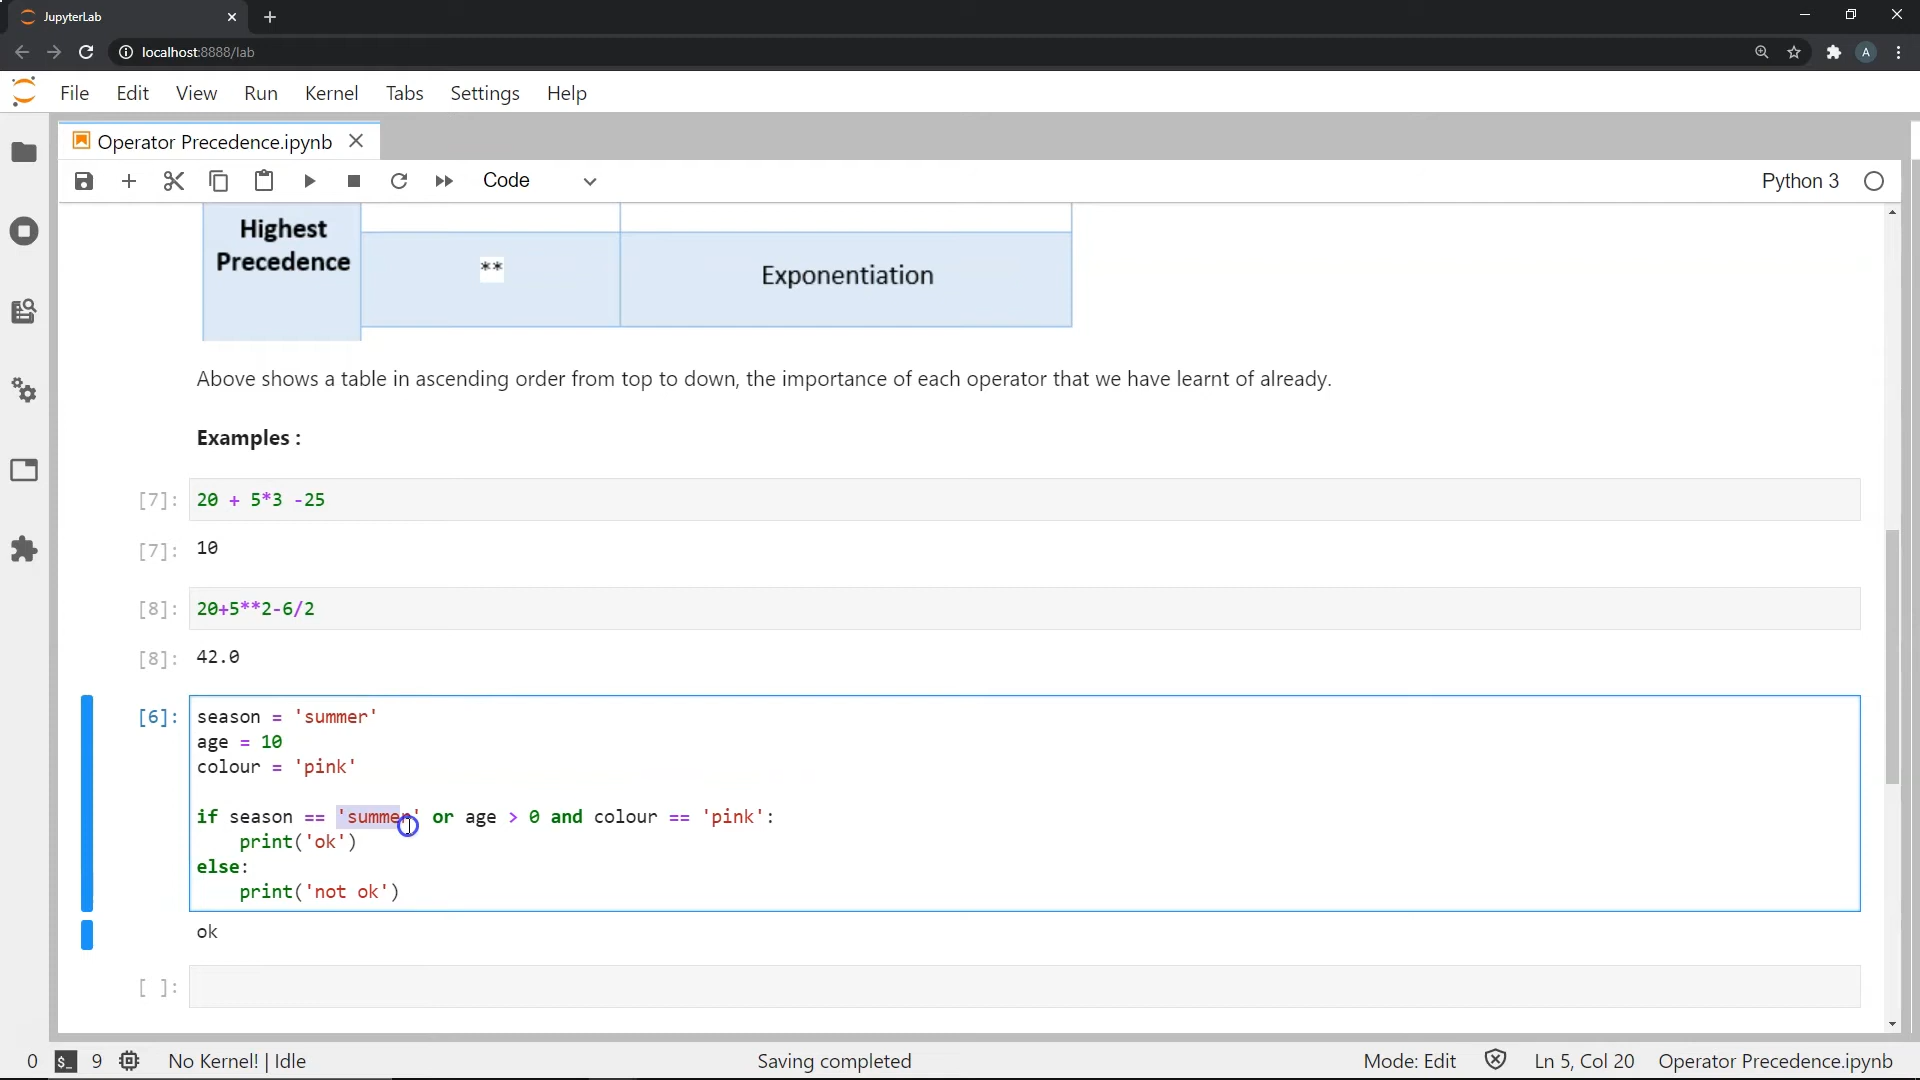 JupyterLab
localhost:8888/lab
A
File Edit View Run Kernel Tabs Settings Help
Operator Precedence.ipynb
Code
Python 3
Highest
Precedence
** Exponentiation
Above shows a table in ascending order from top to down, the importance of each operator that we have learnt of already.
Examples :
[7]: 20 + 5*3 -25
[7]: 10
[8]: 20+5**2-6/2
[8]: 42.0
[6]: season = 'summer'
age = 10
colour = 'pink'
if season == 'summer' or age > 0 and colour == 'pink':
print('ok')
else:
print('not ok')
ok
[ ]:
0 $_ 9 No Kernel! | Idle Saving completed Mode: Edit Ln 5, Col 20 Operator Precedence.ipynb